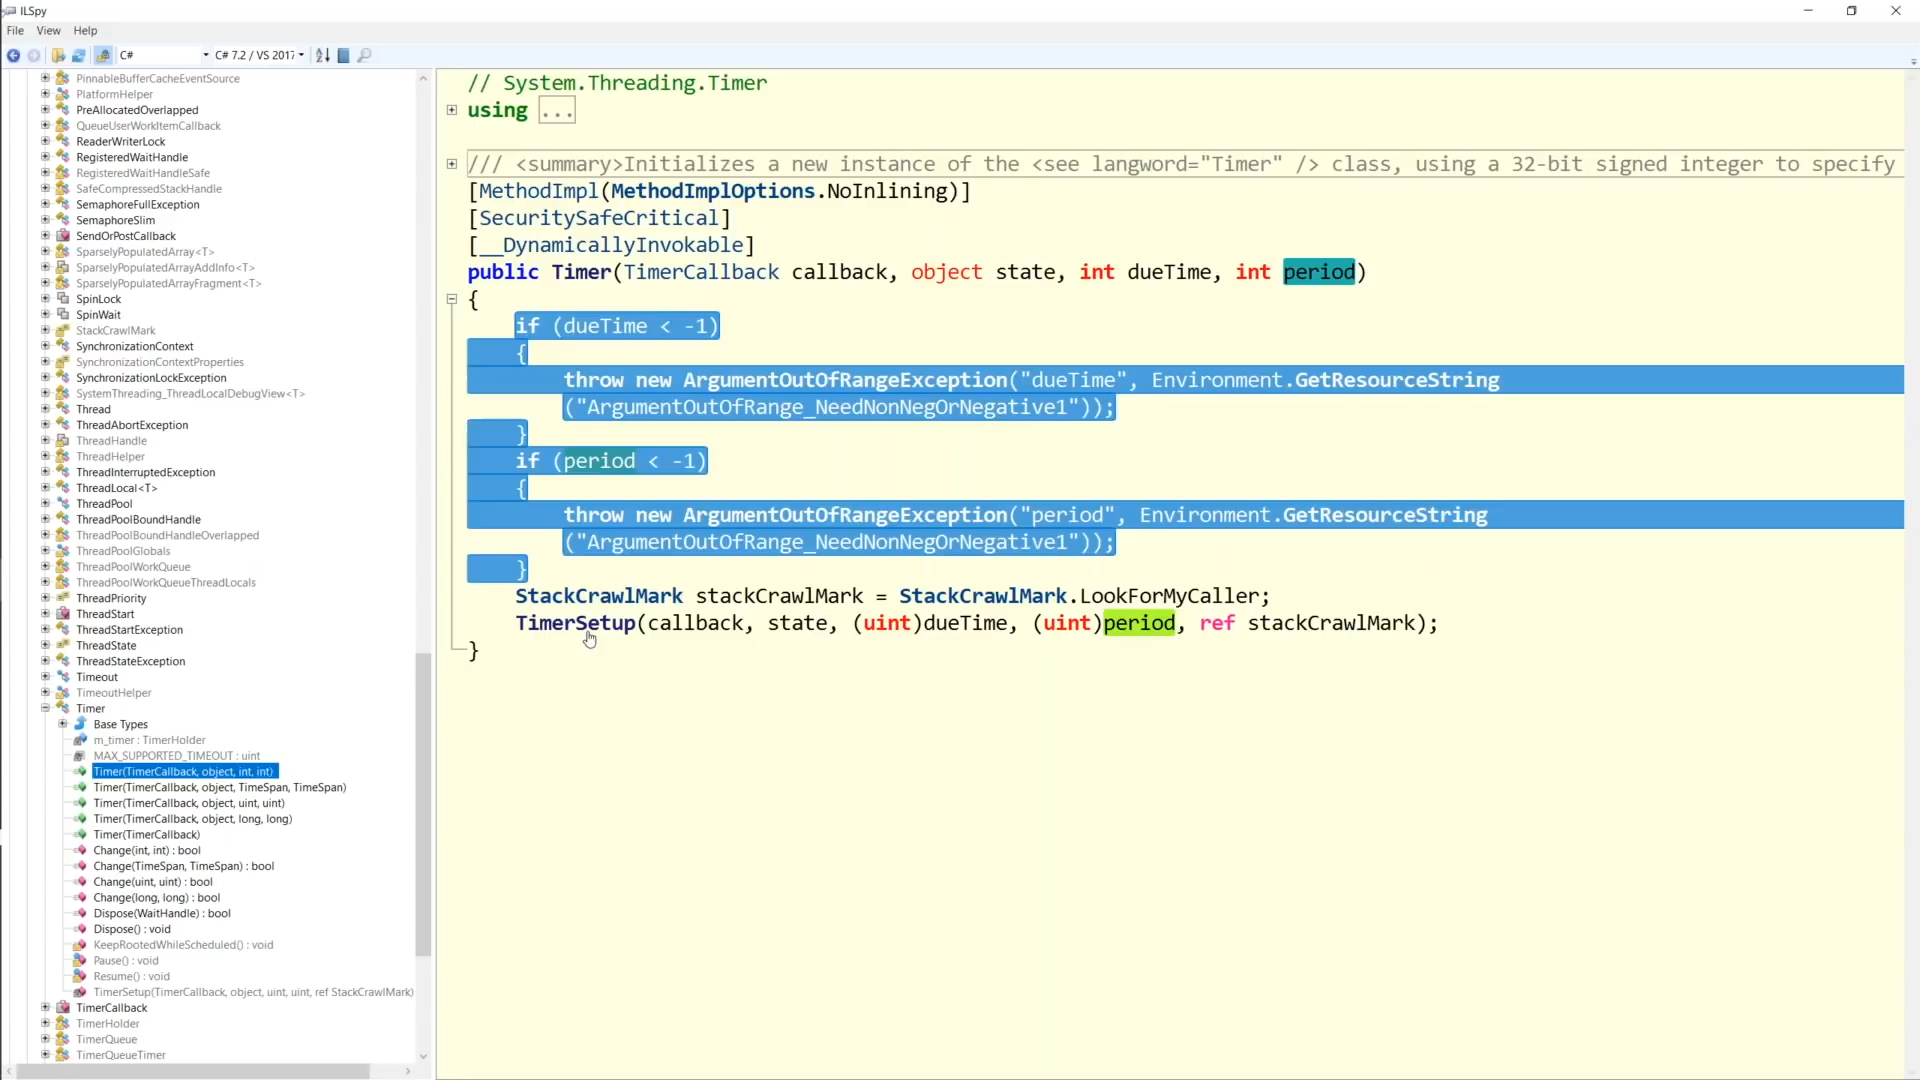 ILSpy
File View Help
C# C# 7.2 / VS 2017
PinnableBufferCacheEventSource
PlatformHelper
PreAllocatedOverlapped
QueueUserWorkItemCallback
ReaderWriterLock
RegisteredWaitHandle
RegisteredWaitHandleSafe
SafeCompressedStackHandle
SemaphoreFullException
SemaphoreSlim
SendOrPostCallback
SparselyPopulatedArray<T>
SparselyPopulatedArrayAddInfo<T>
SparselyPopulatedArrayFragment<T>
SpinLock
SpinWait
StackCrawlMark
SynchronizationContext
SynchronizationContextProperties
SynchronizationLockException
SystemThreading_ThreadLocalDebugView<T>
Thread
ThreadAbortException
ThreadHandle
ThreadHelper
ThreadInterruptedException
ThreadLocal<T>
ThreadPool
ThreadPoolBoundHandle
ThreadPoolBoundHandleOverlapped
ThreadPoolGlobals
ThreadPoolWorkQueue
ThreadPoolWorkQueueThreadLocals
ThreadPriority
ThreadStart
ThreadStartException
ThreadState
ThreadStateException
Timeout
TimeoutHelper
Timer
Base Types
m_timer : TimerHolder
MAX_SUPPORTED_TIMEOUT : uint
Timer(TimerCallback, object, int, int)
Timer(TimerCallback, object, TimeSpan, TimeSpan)
Timer(TimerCallback, object, uint, uint)
Timer(TimerCallback, object, long, long)
Timer(TimerCallback)
Change(int, int) : bool
Change(TimeSpan, TimeSpan) : bool
Change(uint, uint) : bool
Change(long, long) : bool
Dispose(WaitHandle) : bool
Dispose() : void
KeepRootedWhileScheduled() : void
Pause() : void
Resume() : void
TimerSetup(TimerCallback, object, uint, uint, ref StackCrawlMark)
TimerCallback
TimerHolder
TimerQueue
TimerQueueTimer
// System.Threading.Timer
using ...
/// <summary>Initializes a new instance of the <see langword="Timer" /> class, using a 32-bit signed integer to specify
[MethodImpl(MethodImplOptions.NoInlining)]
[SecuritySafeCritical]
[__DynamicallyInvokable]
public Timer(TimerCallback callback, object state, int dueTime, int period)
{
if (dueTime < -1)
{
throw new ArgumentOutOfRangeException("dueTime", Environment.GetResourceString
("ArgumentOutOfRange_NeedNonNegOrNegative1"));
}
if (period < -1)
{
throw new ArgumentOutOfRangeException("period", Environment.GetResourceString
("ArgumentOutOfRange_NeedNonNegOrNegative1"));
}
StackCrawlMark stackCrawlMark = StackCrawlMark.LookForMyCaller;
TimerSetup(callback, state, (uint)dueTime, (uint)period, ref stackCrawlMark);
}